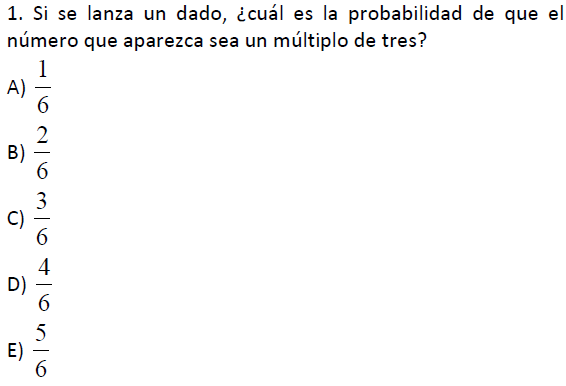 1. Si se lanza un dado, ¿cuál es la probabilidad de que el
número que aparezca sea un múltiplo de tres?
A) 1/6
B) 2/6
C) 3/6
D) 4/6
E) 5/6